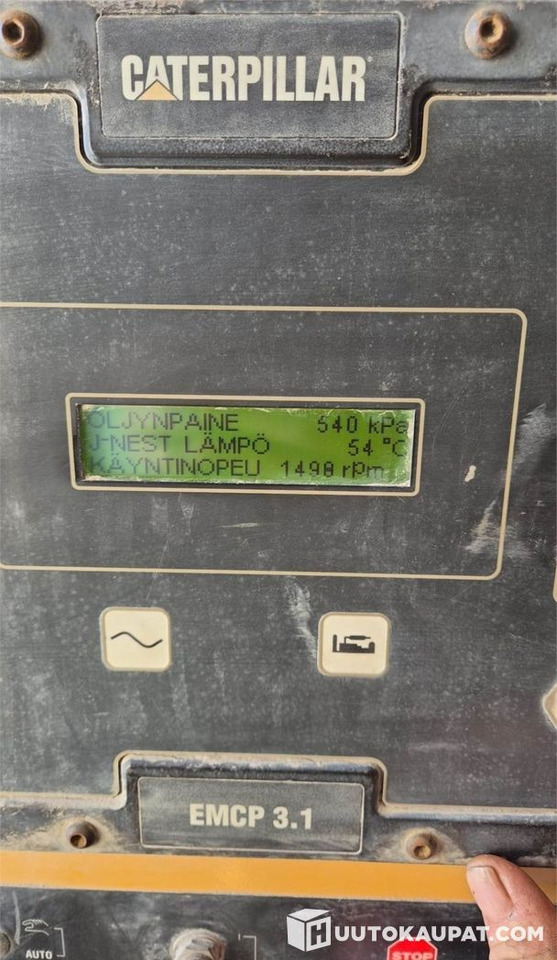 CATERPILLAR
ÖLJYNPAINE 540 kPa
J-NEST LÄMPÖ 54 °C
KÄYNTINOPEU 1498 rpm
EMCP 3.1
AUTO
STOP
HUUTOKAUPAT.COM